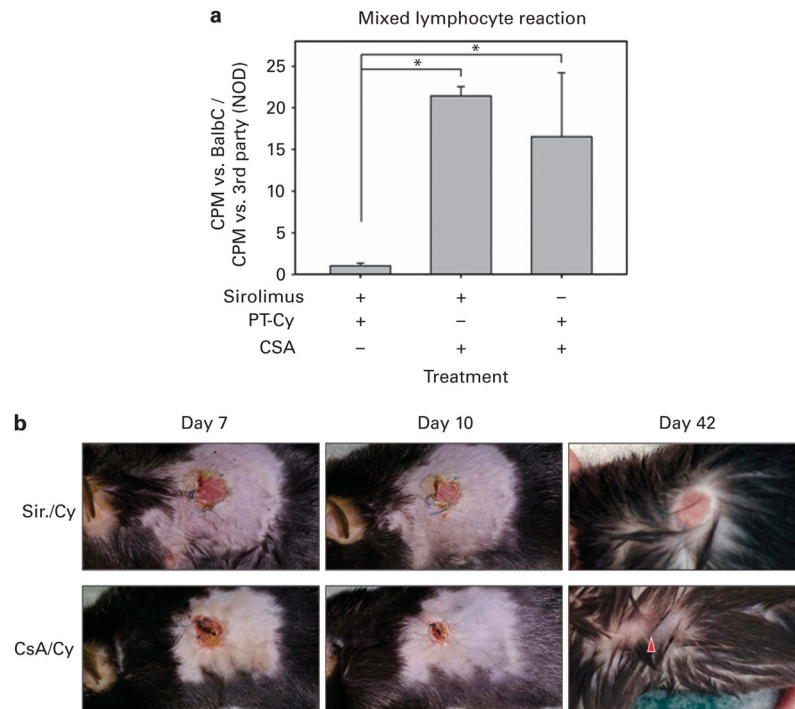 a
Mixed lymphocyte reaction
CPM vs. BalbC /
CPM vs. 3rd party (NOD)
25
20
15
10
5
0
* *
Sirolimus + + −
PT-Cy + − +
CSA − + +
Treatment
b
Day 7 Day 10 Day 42
Sir./Cy
CsA/Cy